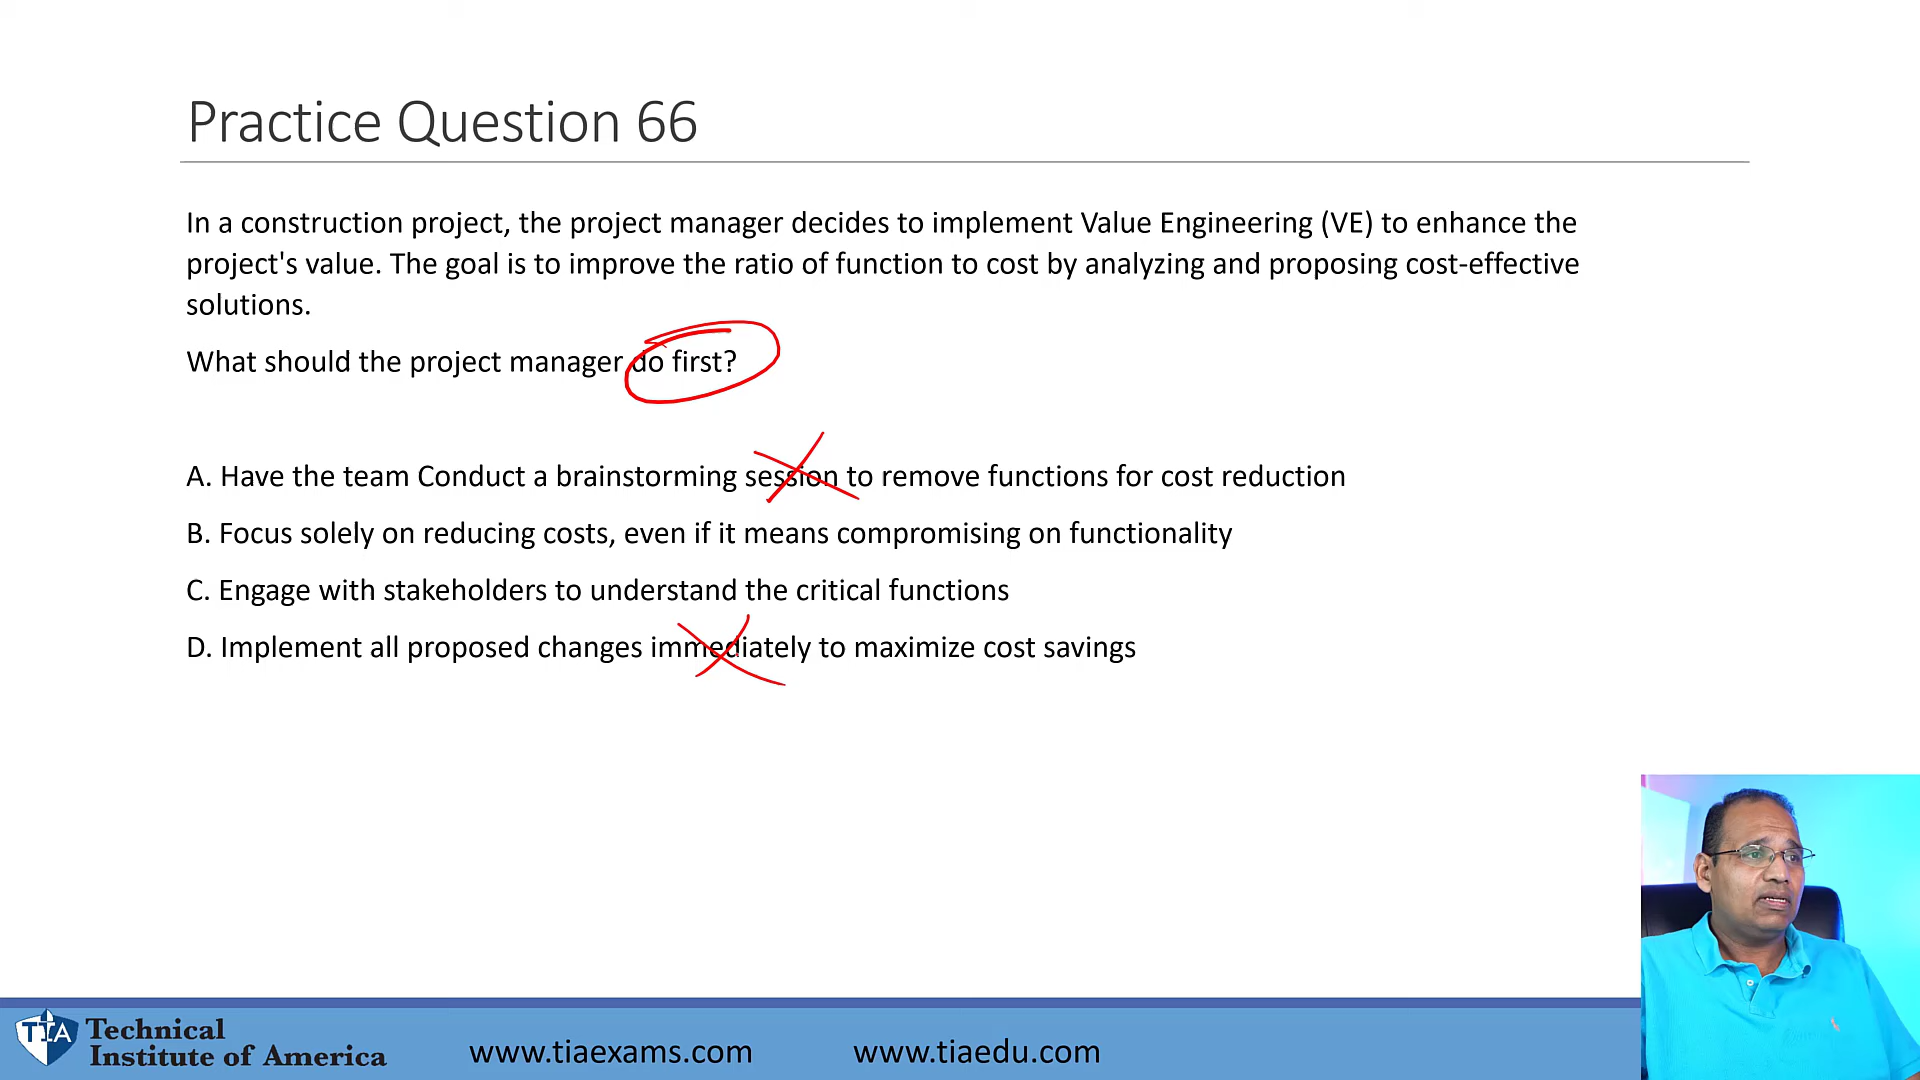 Practice Question 66
In a construction project, the project manager decides to implement Value Engineering (VE) to enhance the
project's value. The goal is to improve the ratio of function to cost by analyzing and proposing cost-effective
solutions.
What should the project manager do first?
A. Have the team Conduct a brainstorming session to remove functions for cost reduction
B. Focus solely on reducing costs, even if it means compromising on functionality
C. Engage with stakeholders to understand the critical functions
D. Implement all proposed changes immediately to maximize cost savings
TIA
Technical
Institute of America
www.tiaexams.com
www.tiaedu.com